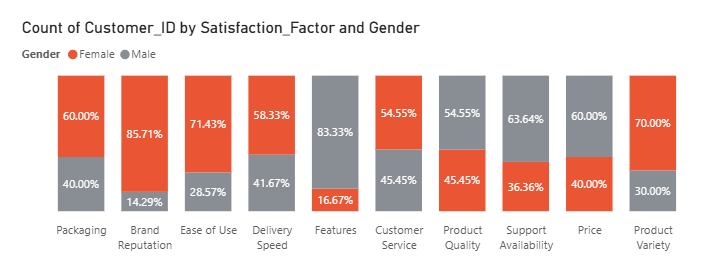 Count of Customer_ID by Satisfaction_Factor and Gender
Gender Female Male
60.00% 85.71% 71.43% 58.33% 83.33% 54.55% 54.55% 63.64% 60.00% 70.00%
40.00% 14.29% 28.57% 41.67% 16.67% 45.45% 45.45% 36.36% 40.00% 30.00%
Packaging Brand Ease of Use Delivery Features Customer Product Support Price Product
Reputation Speed Service Quality Availability Variety